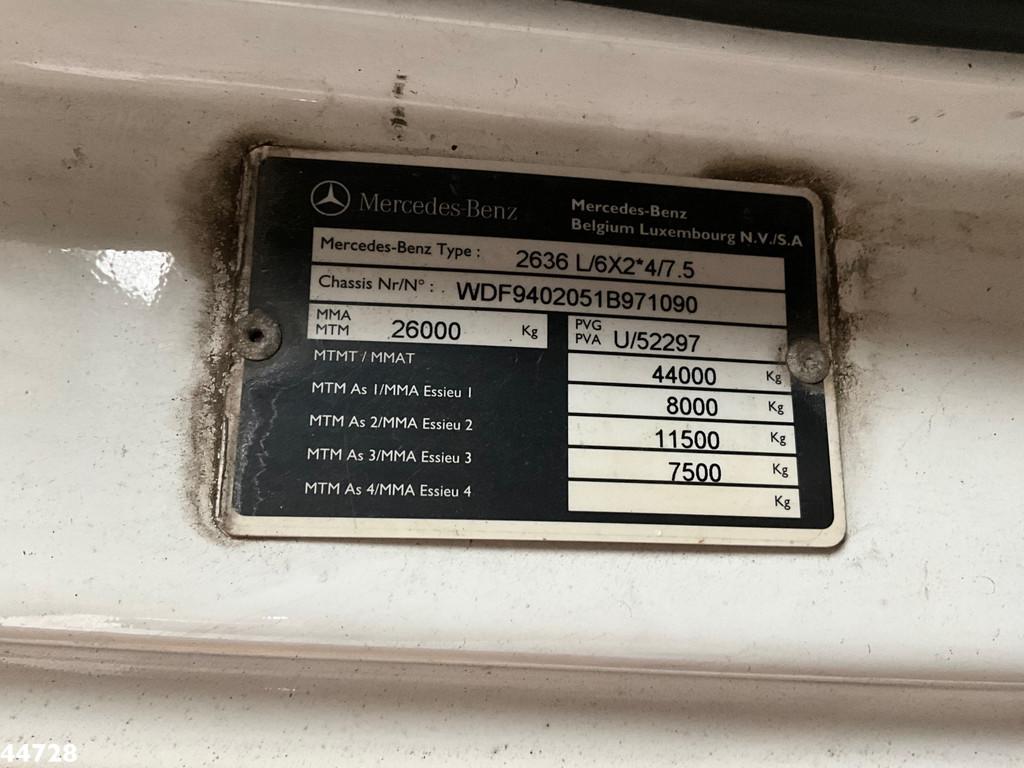 Mercedes-Benz
Mercedes-Benz
Belgium Luxembourg N.V./S.A
Mercedes-Benz Type : 2636 L/6X2*4/7.5
Chassis Nr/N° : WDF9402051B971090
MMA
MTM 26000 Kg
PVG
PVA U/52297
MTMT / MMAT 44000 Kg
MTM As 1/MMA Essieu 1 8000 Kg
MTM As 2/MMA Essieu 2 11500 Kg
MTM As 3/MMA Essieu 3 7500 Kg
MTM As 4/MMA Essieu 4 Kg
44728